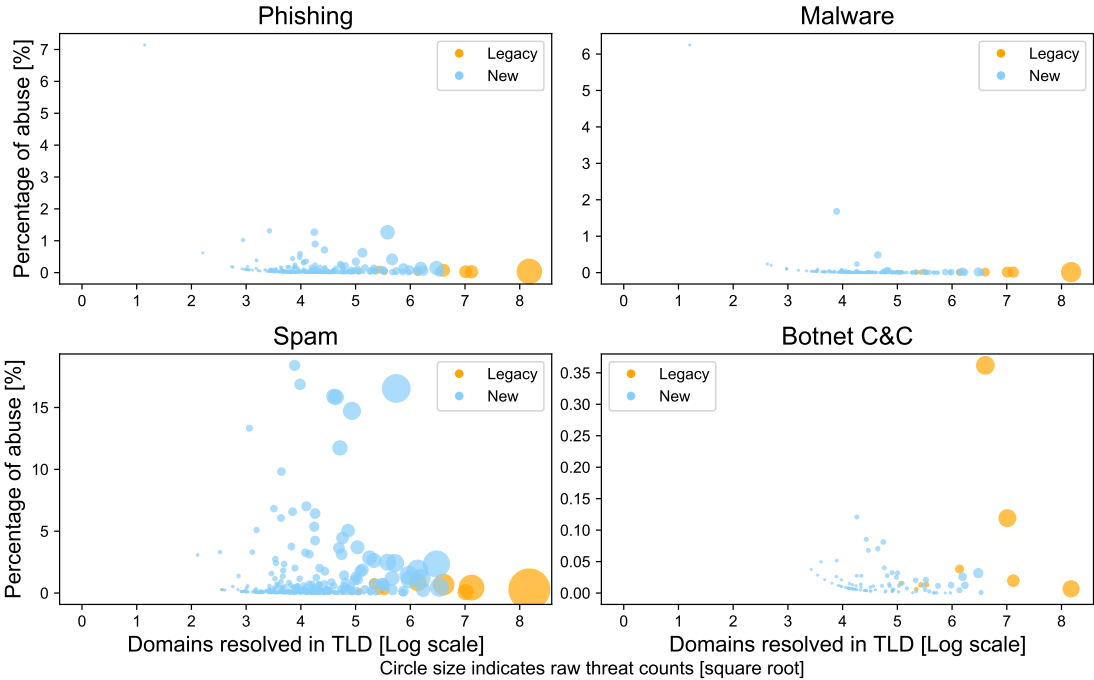 Phishing
Percentage of abuse [%]
7
6
5
4
3
2
1
0
0 1 2 3 4 5 6 7 8
Legacy
New
Malware
6
5
4
3
2
1
0
0 1 2 3 4 5 6 7 8
Legacy
New
Spam
Percentage of abuse [%]
15
10
5
0
0 1 2 3 4 5 6 7 8
Legacy
New
Domains resolved in TLD [Log scale]
Botnet C&C
0.35
0.30
0.25
0.20
0.15
0.10
0.05
0.00
0 1 2 3 4 5 6 7 8
Legacy
New
Domains resolved in TLD [Log scale]
Circle size indicates raw threat counts [square root]